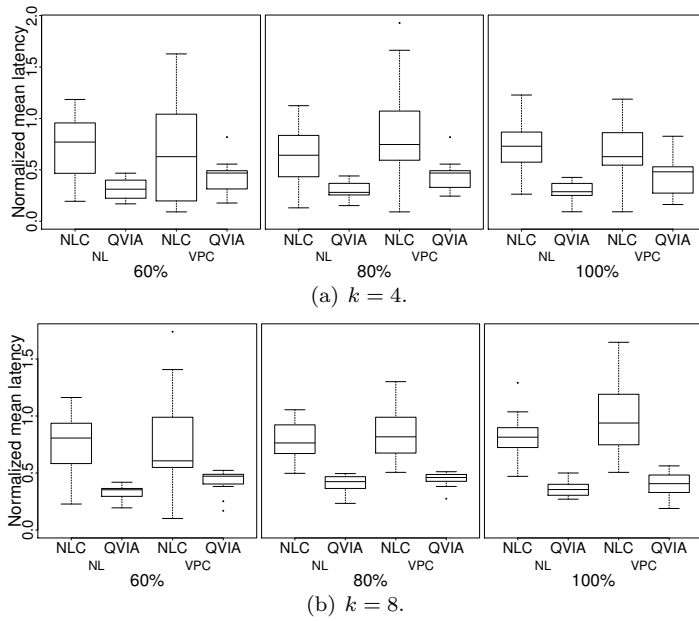 Normalized mean latency
2.0
1.5
1.0
0.5
0.0
NLC QVIA NLC QVIA NLC QVIA NLC QVIA NLC QVIA NLC QVIA
NL VPC NL VPC NL VPC
60% 80% 100%
(a) k = 4.
Normalized mean latency
1.5
1.0
0.5
0.0
NLC QVIA NLC QVIA NLC QVIA NLC QVIA NLC QVIA NLC QVIA
NL VPC NL VPC NL VPC
60% 80% 100%
(b) k = 8.